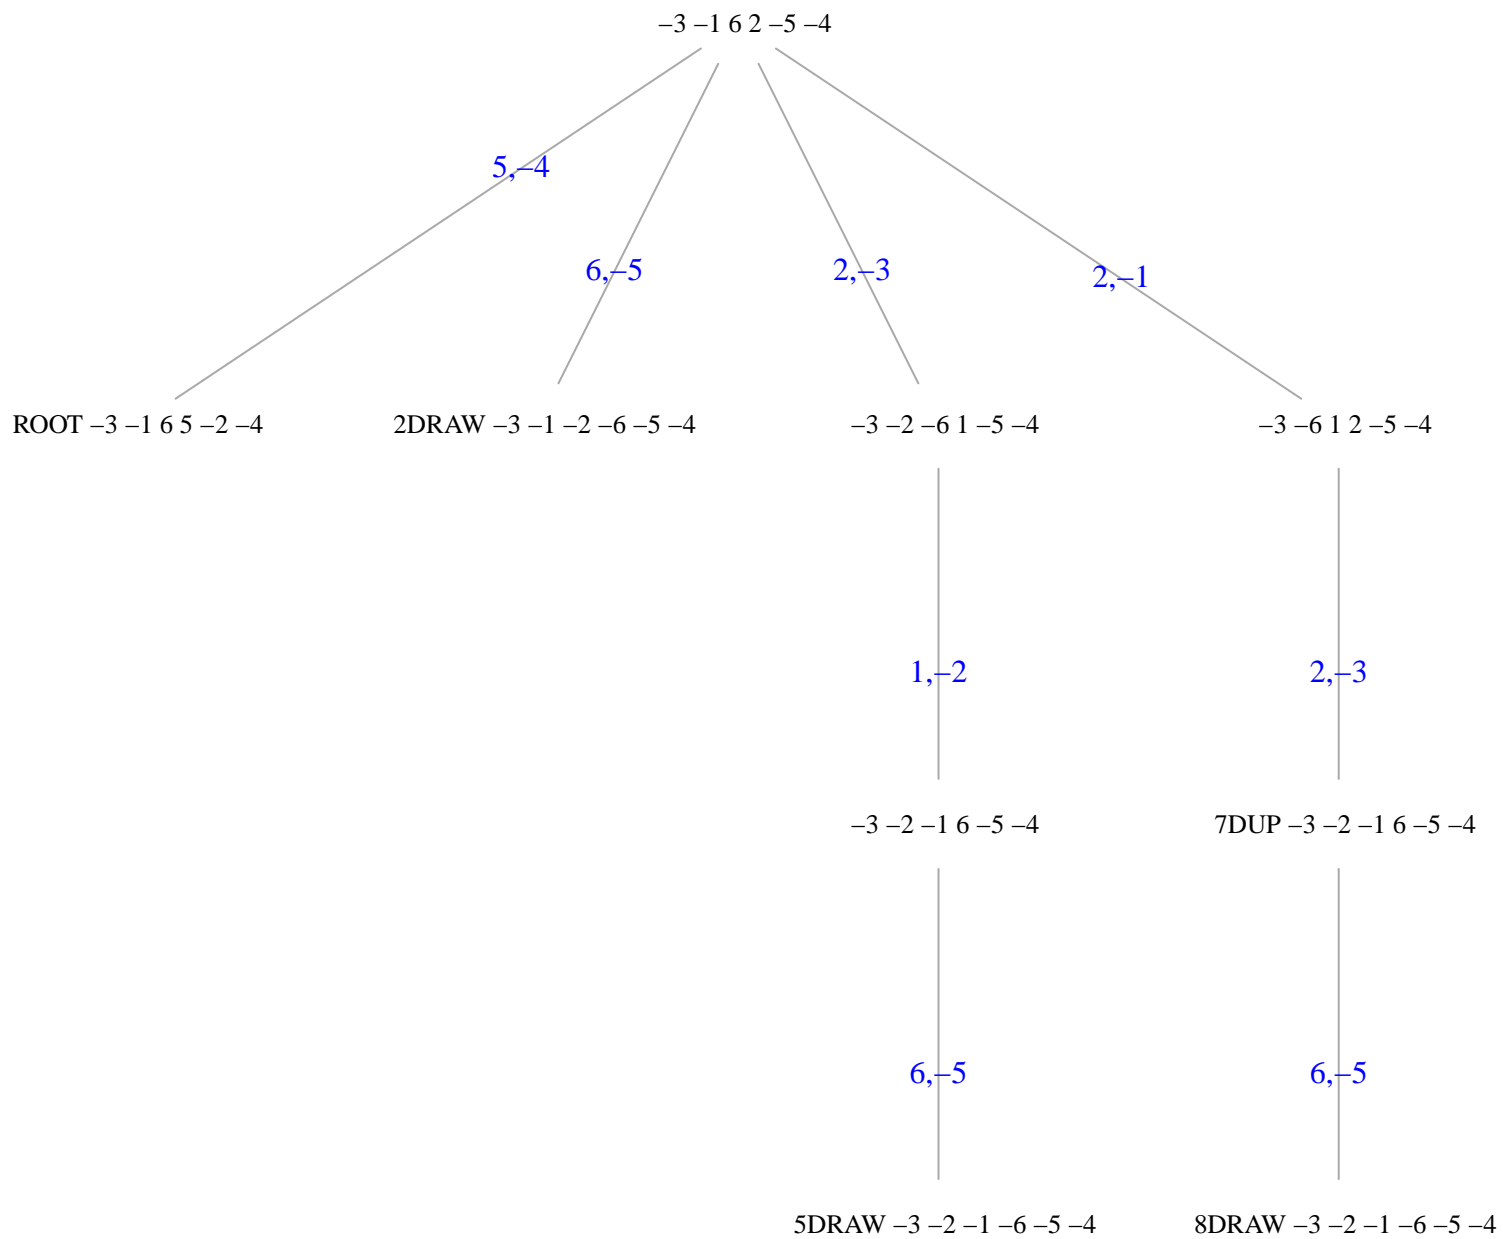 –3 –1 6 2 –5 –4
5,–4
6,–5
2,–3
2,–1
ROOT –3 –1 6 5 –2 –4
2DRAW –3 –1 –2 –6 –5 –4
–3 –2 –6 1 –5 –4
–3 –6 1 2 –5 –4
1,–2
2,–3
–3 –2 –1 6 –5 –4
7DUP –3 –2 –1 6 –5 –4
6,–5
6,–5
5DRAW –3 –2 –1 –6 –5 –4
8DRAW –3 –2 –1 –6 –5 –4